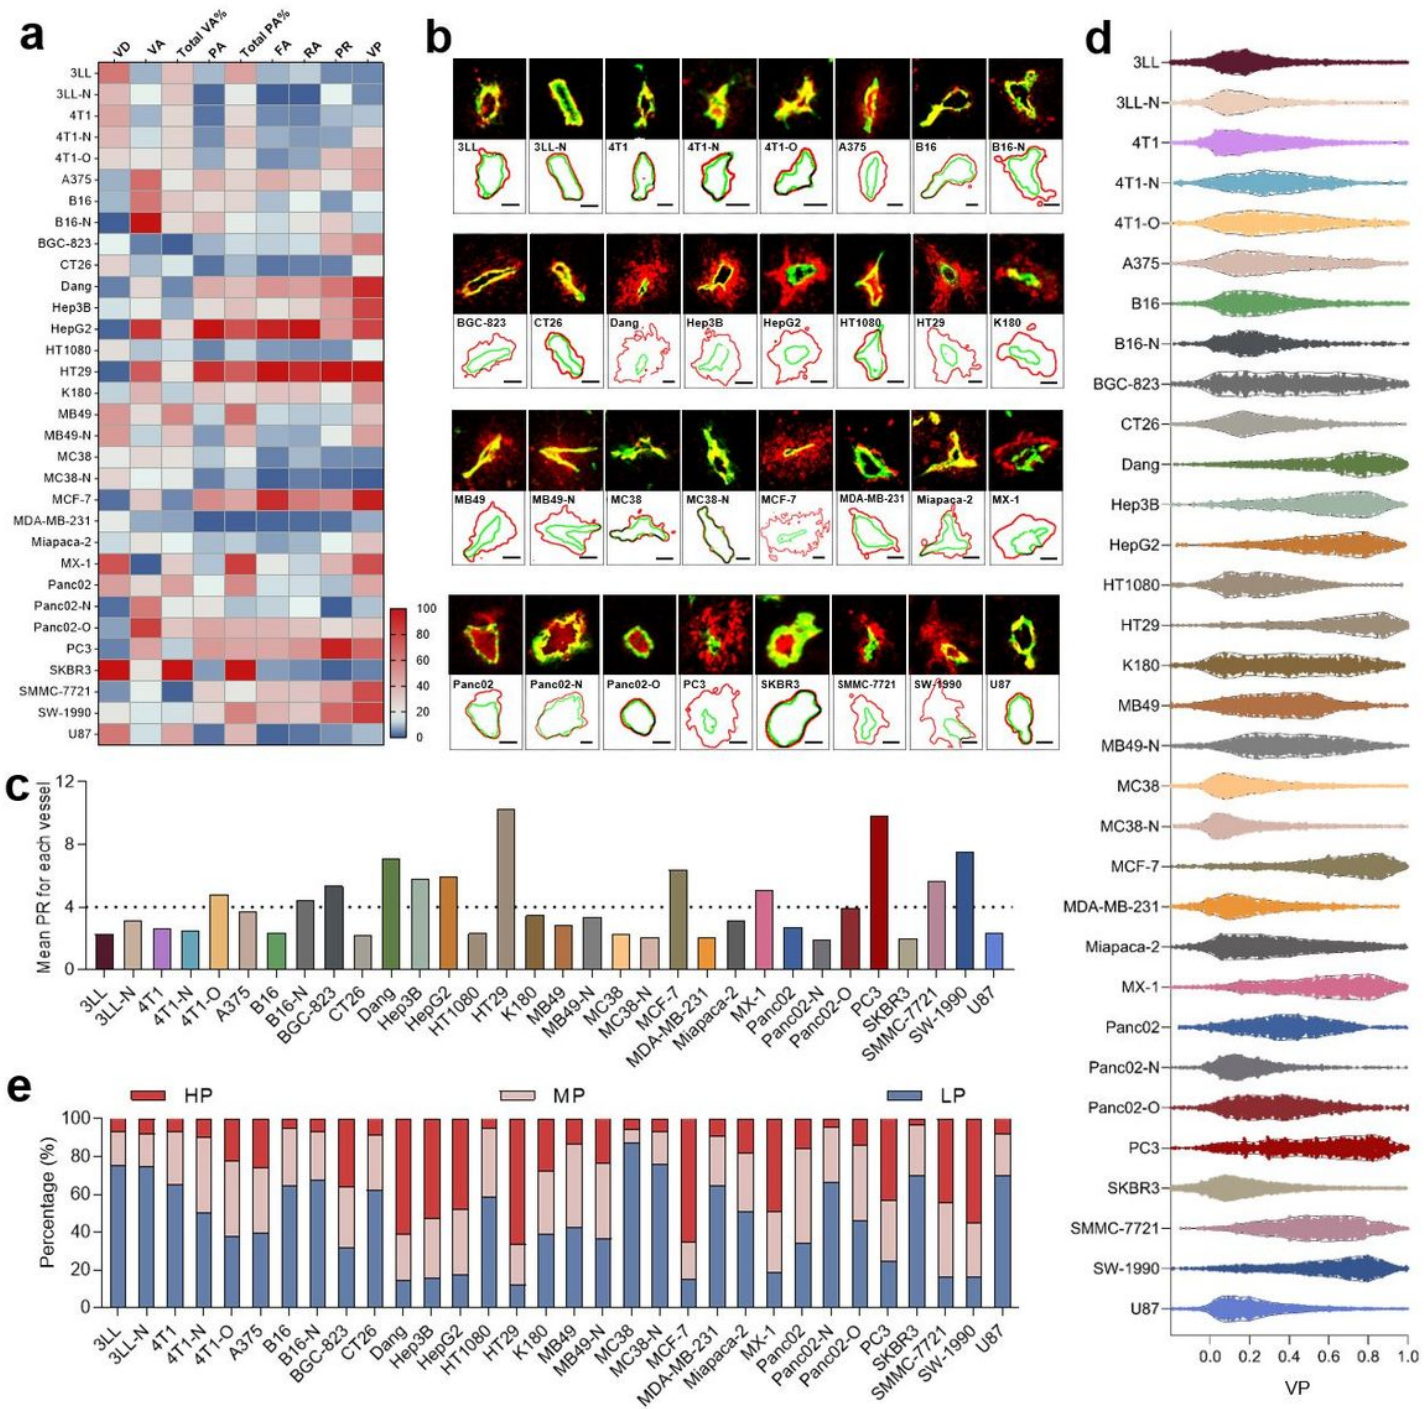 a
VD VA Total VA% PA Total PA% FA RA PR VP
3LL
3LL-N
4T1
4T1-N
4T1-O
A375
B16
B16-N
BGC-823
CT26
Dang
Hep3B
HepG2
HT1080
HT29
K180
MB49
MB49-N
MC38
MC38-N
MCF-7
MDA-MB-231
Miapaca-2
MX-1
Panc02
Panc02-N
Panc02-O
PC3
SKBR3
SMMC-7721
SW-1990
U87
100
80
60
40
20
0
b
3LL 3LL-N 4T1 4T1-N 4T1-O A375 B16 B16-N
BGC-823 CT26 Dang Hep3B HepG2 HT1080 HT29 K180
MB49 MB49-N MC38 MC38-N MCF-7 MDA-MB-231 Miapaca-2 MX-1
Panc02 Panc02-N Panc02-O PC3 SKBR3 SMMC-7721 SW-1990 U87
c
Mean PR for each vessel
12
8
4
0
3LL 3LL-N 4T1 4T1-N 4T1-O A375 B16 B16-N BGC-823 CT26 Dang Hep3B HepG2 HT1080 HT29 K180 MB49 MB49-N MC38 MC38-N MCF-7 MDA-MB-231 Miapaca-2 MX-1 Panc02 Panc02-N Panc02-O PC3 SKBR3 SMMC-7721 SW-1990 U87
d
3LL
3LL-N
4T1
4T1-N
4T1-O
A375
B16
B16-N
BGC-823
CT26
Dang
Hep3B
HepG2
HT1080
HT29
K180
MB49
MB49-N
MC38
MC38-N
MCF-7
MDA-MB-231
Miapaca-2
MX-1
Panc02
Panc02-N
Panc02-O
PC3
SKBR3
SMMC-7721
SW-1990
U87
0.0 0.2 0.4 0.6 0.8 1.0
VP
e
HP MP LP
Percentage (%)
100
80
60
40
20
0
3LL 3LL-N 4T1 4T1-N 4T1-O A375 B16 B16-N BGC-823 CT26 Dang Hep3B HepG2 HT1080 HT29 K180 MB49 MB49-N MC38 MC38-N MCF-7 MDA-MB-231 Miapaca-2 MX-1 Panc02 Panc02-N Panc02-O PC3 SKBR3 SMMC-7721 SW-1990 U87